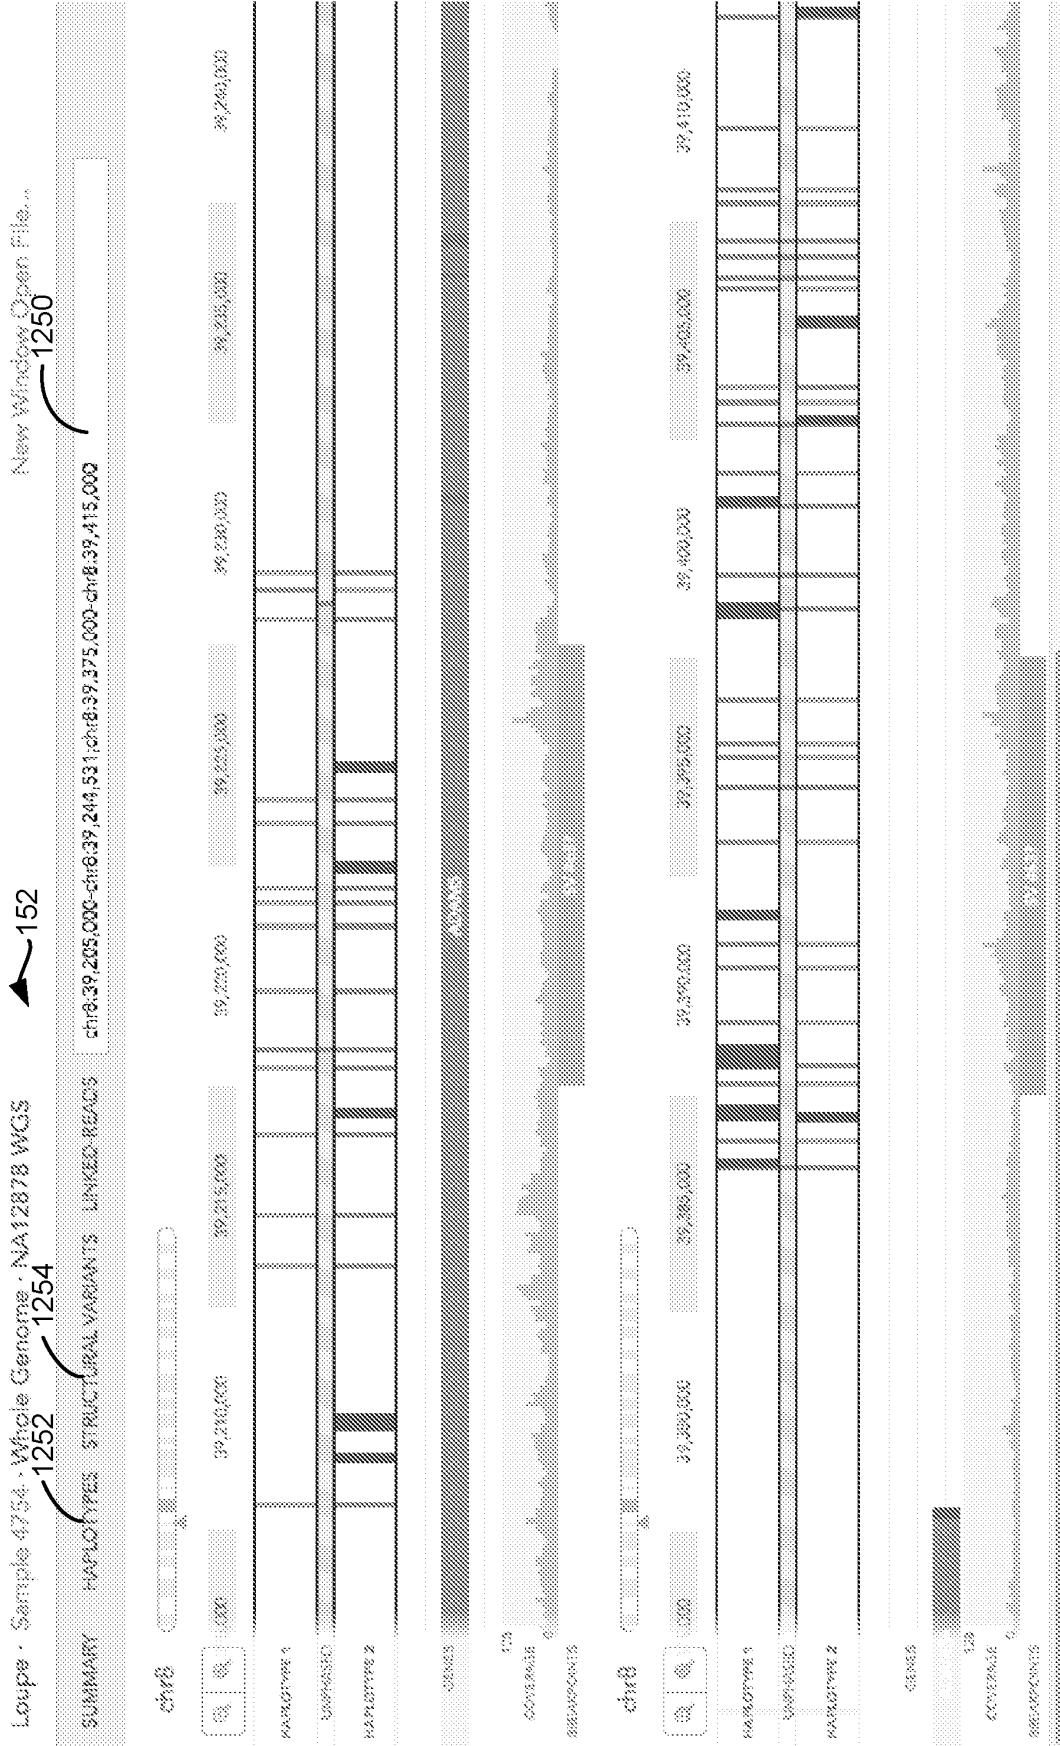 Loupe · Sample 4754 · Whole Genome · NA12878 WGS
New Window Open File...
152
1252
1254
1250
SUMMARY HAPLOTYPES STRUCTURAL VARIANTS LINKED-READS
chr8:39,205,000-chr8:39,244,531;chr8:39,375,000-chr8:39,415,000
chr8
,000 39,210,000 39,215,000 39,220,000 39,225,000 39,230,000 39,235,000 39,240,000
HAPLOTYPE 1
UNPHASED
HAPLOTYPE 2
GENES
COVERAGE
0
BREAKPOINTS
chr8
,000 39,380,000 39,385,000 39,390,000 39,395,000 39,400,000 39,405,000 39,410,000
HAPLOTYPE 1
UNPHASED
HAPLOTYPE 2
GENES
128
COVERAGE
0
BREAKPOINTS